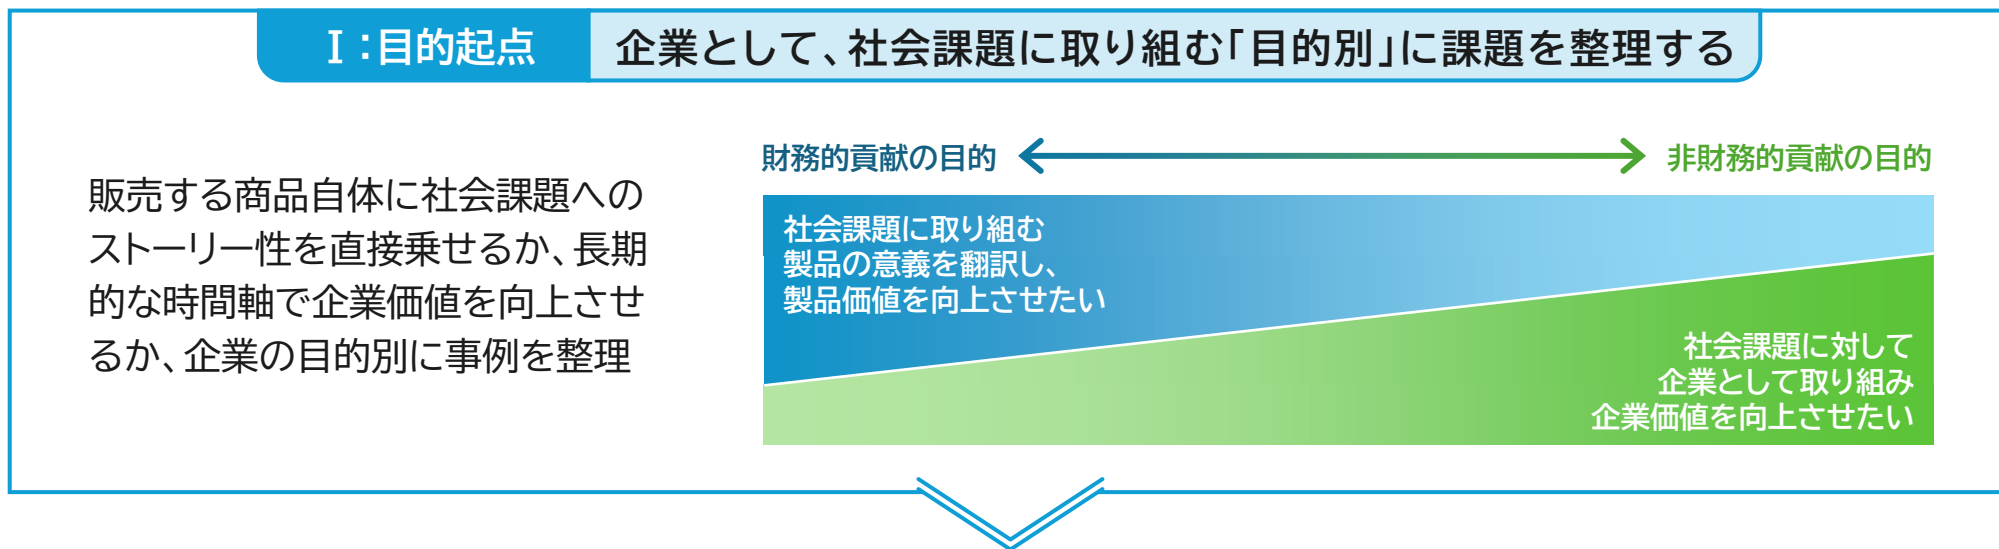 Ⅰ：目的起点
企業として、社会課題に取り組む「目的別」に課題を整理する
販売する商品自体に社会課題への
ストーリー性を直接乗せるか、長期
的な時間軸で企業価値を向上させ
るか、企業の目的別に事例を整理
財務的貢献の目的
非財務的貢献の目的
社会課題に取り組む
製品の意義を翻訳し、
製品価値を向上させたい
社会課題に対して
企業として取り組み
企業価値を向上させたい